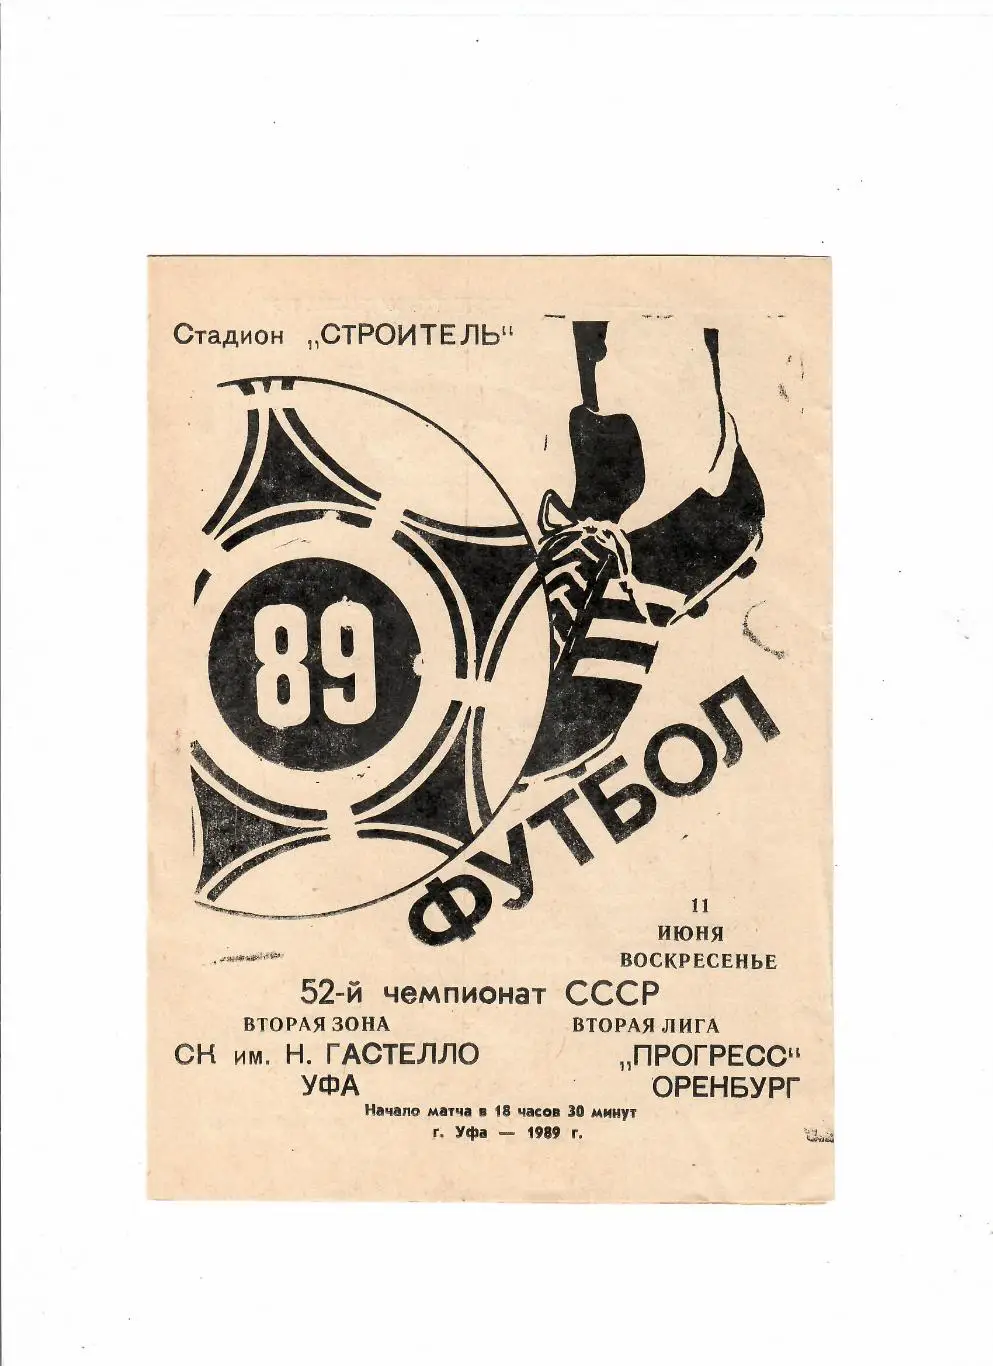 Стадион „СТРОИТЕЛЬ“
89
ФУТБОЛ
11
ИЮНЯ
ВОСКРЕСЕНЬЕ
52-й чемпионат СССР
ВТОРАЯ ЗОНА ВТОРАЯ ЛИГА
СК им. Н. ГАСТЕЛЛО „ПРОГРЕСС“
УФА ОРЕНБУРГ
Начало матча в 18 часов 30 минут
г. Уфа — 1989 г.